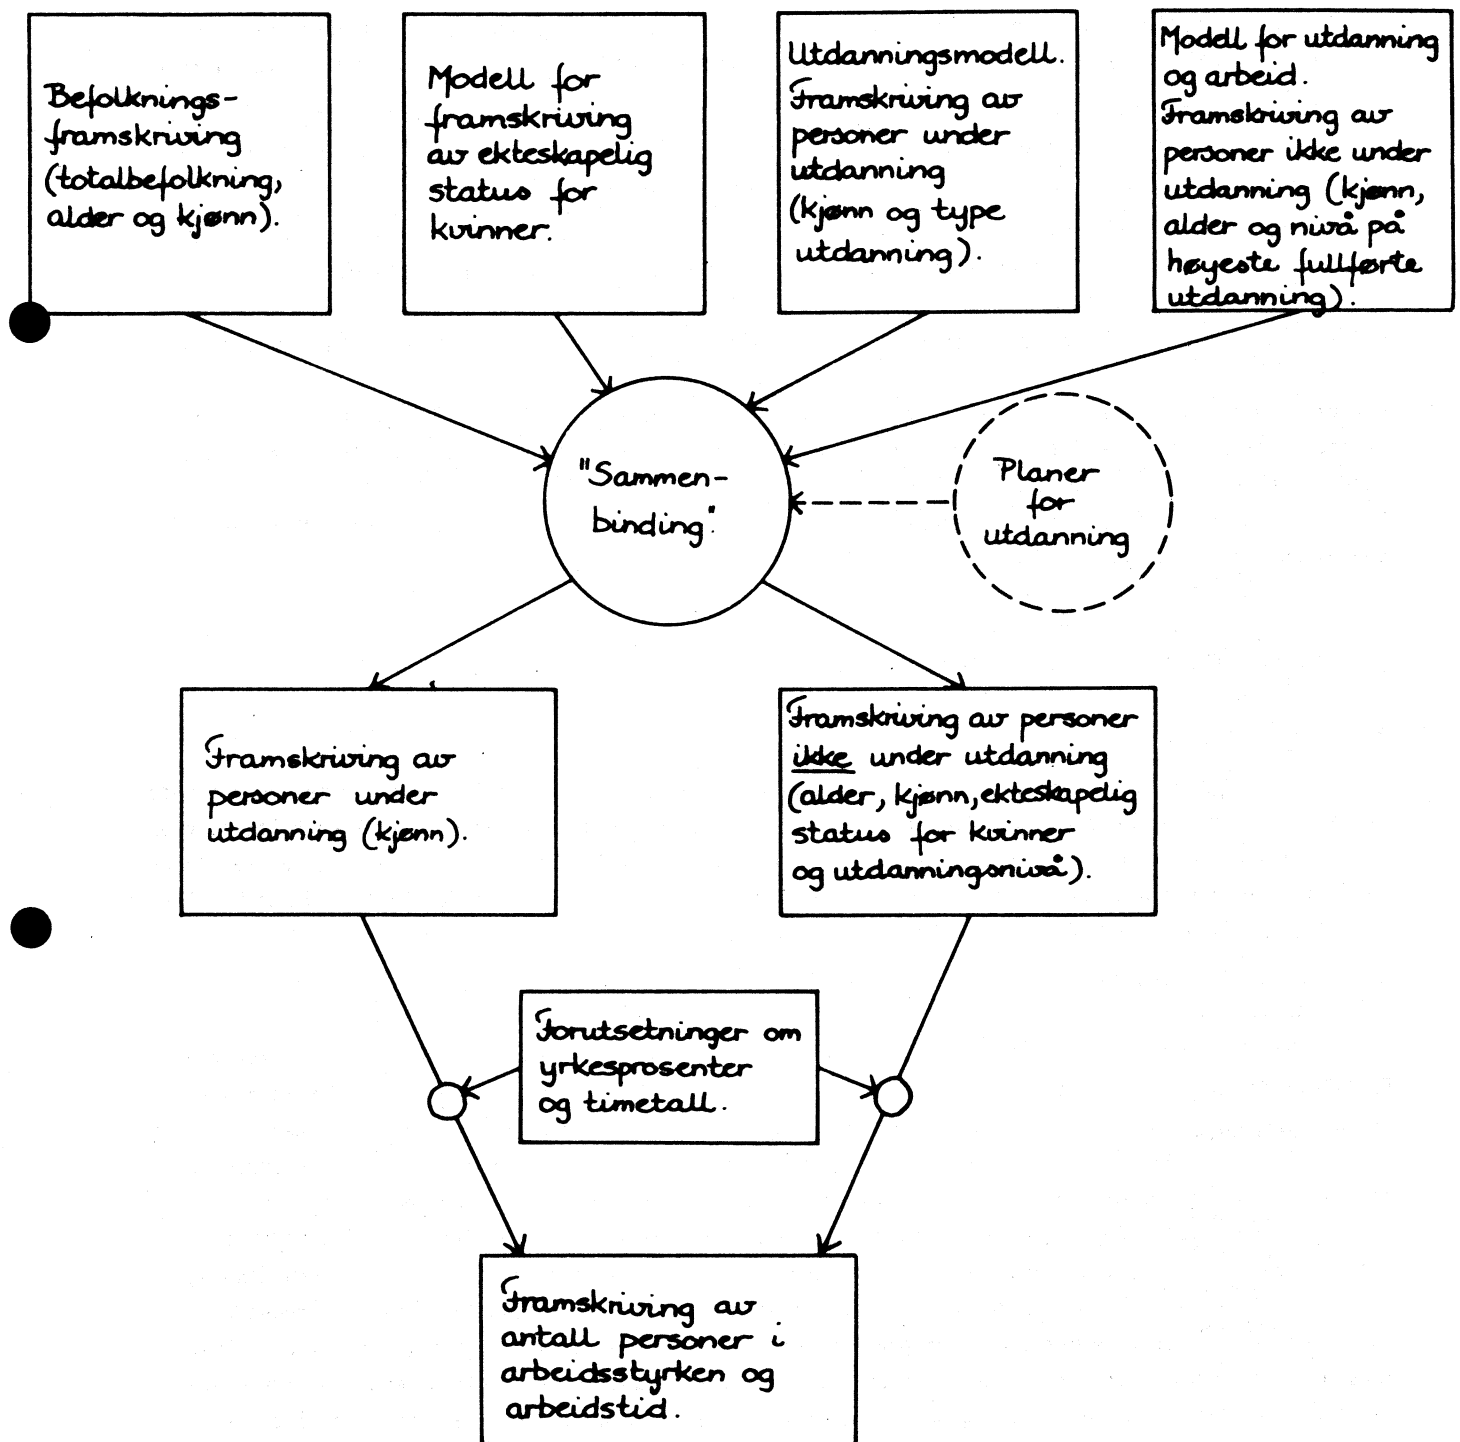 Befolknings-
framskriving
(totalbefolkning,
alder og kjønn).
Modell for
framskriving
av ekteskapelig
status for
kvinner.
Utdanningsmodell.
Framskriving av
personer under
utdanning
(kjønn og type
utdanning).
Modell for utdanning
og arbeid.
Framskriving av
personer ikke under
utdanning (kjønn,
alder og nivå på
høyeste fullførte
utdanning).
"Sammen-
binding".
Planer
for
utdanning
Framskriving av
personer under
utdanning (kjønn).
Framskriving av personer
ikke under utdanning
(alder, kjønn, ekteskapelig
status for kvinner
og utdanningsnivå).
Forutsetninger om
yrkesprosenter
og timetall.
Framskriving av
antall personer i
arbeidsstyrken og
arbeidstid.